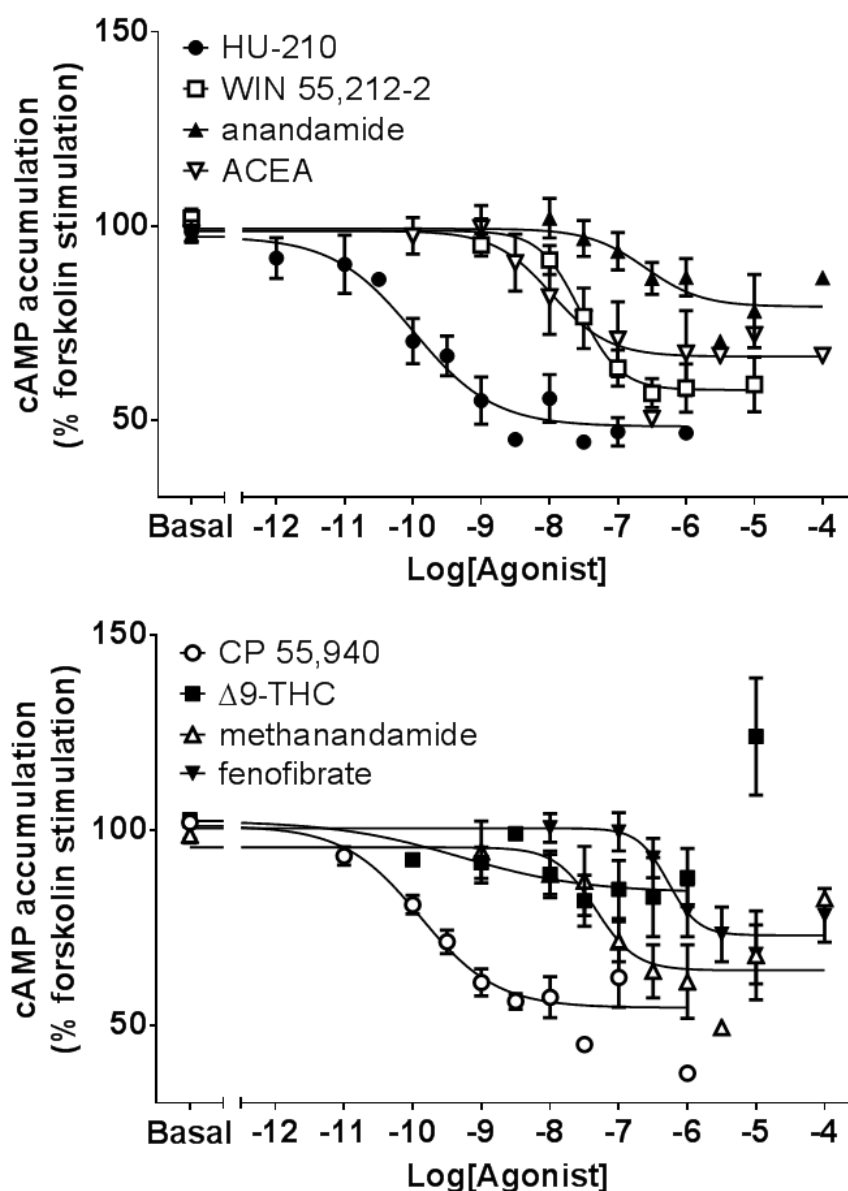 150
HU-210
WIN 55,212-2
anandamide
ACEA
100
50
cAMP accumulation
(% forskolin stimulation)
Basal -12 -11 -10 -9 -8 -7 -6 -5 -4
Log[Agonist]
150
CP 55,940
Δ9-THC
methanandamide
fenofibrate
100
50
cAMP accumulation
(% forskolin stimulation)
Basal -12 -11 -10 -9 -8 -7 -6 -5 -4
Log[Agonist]